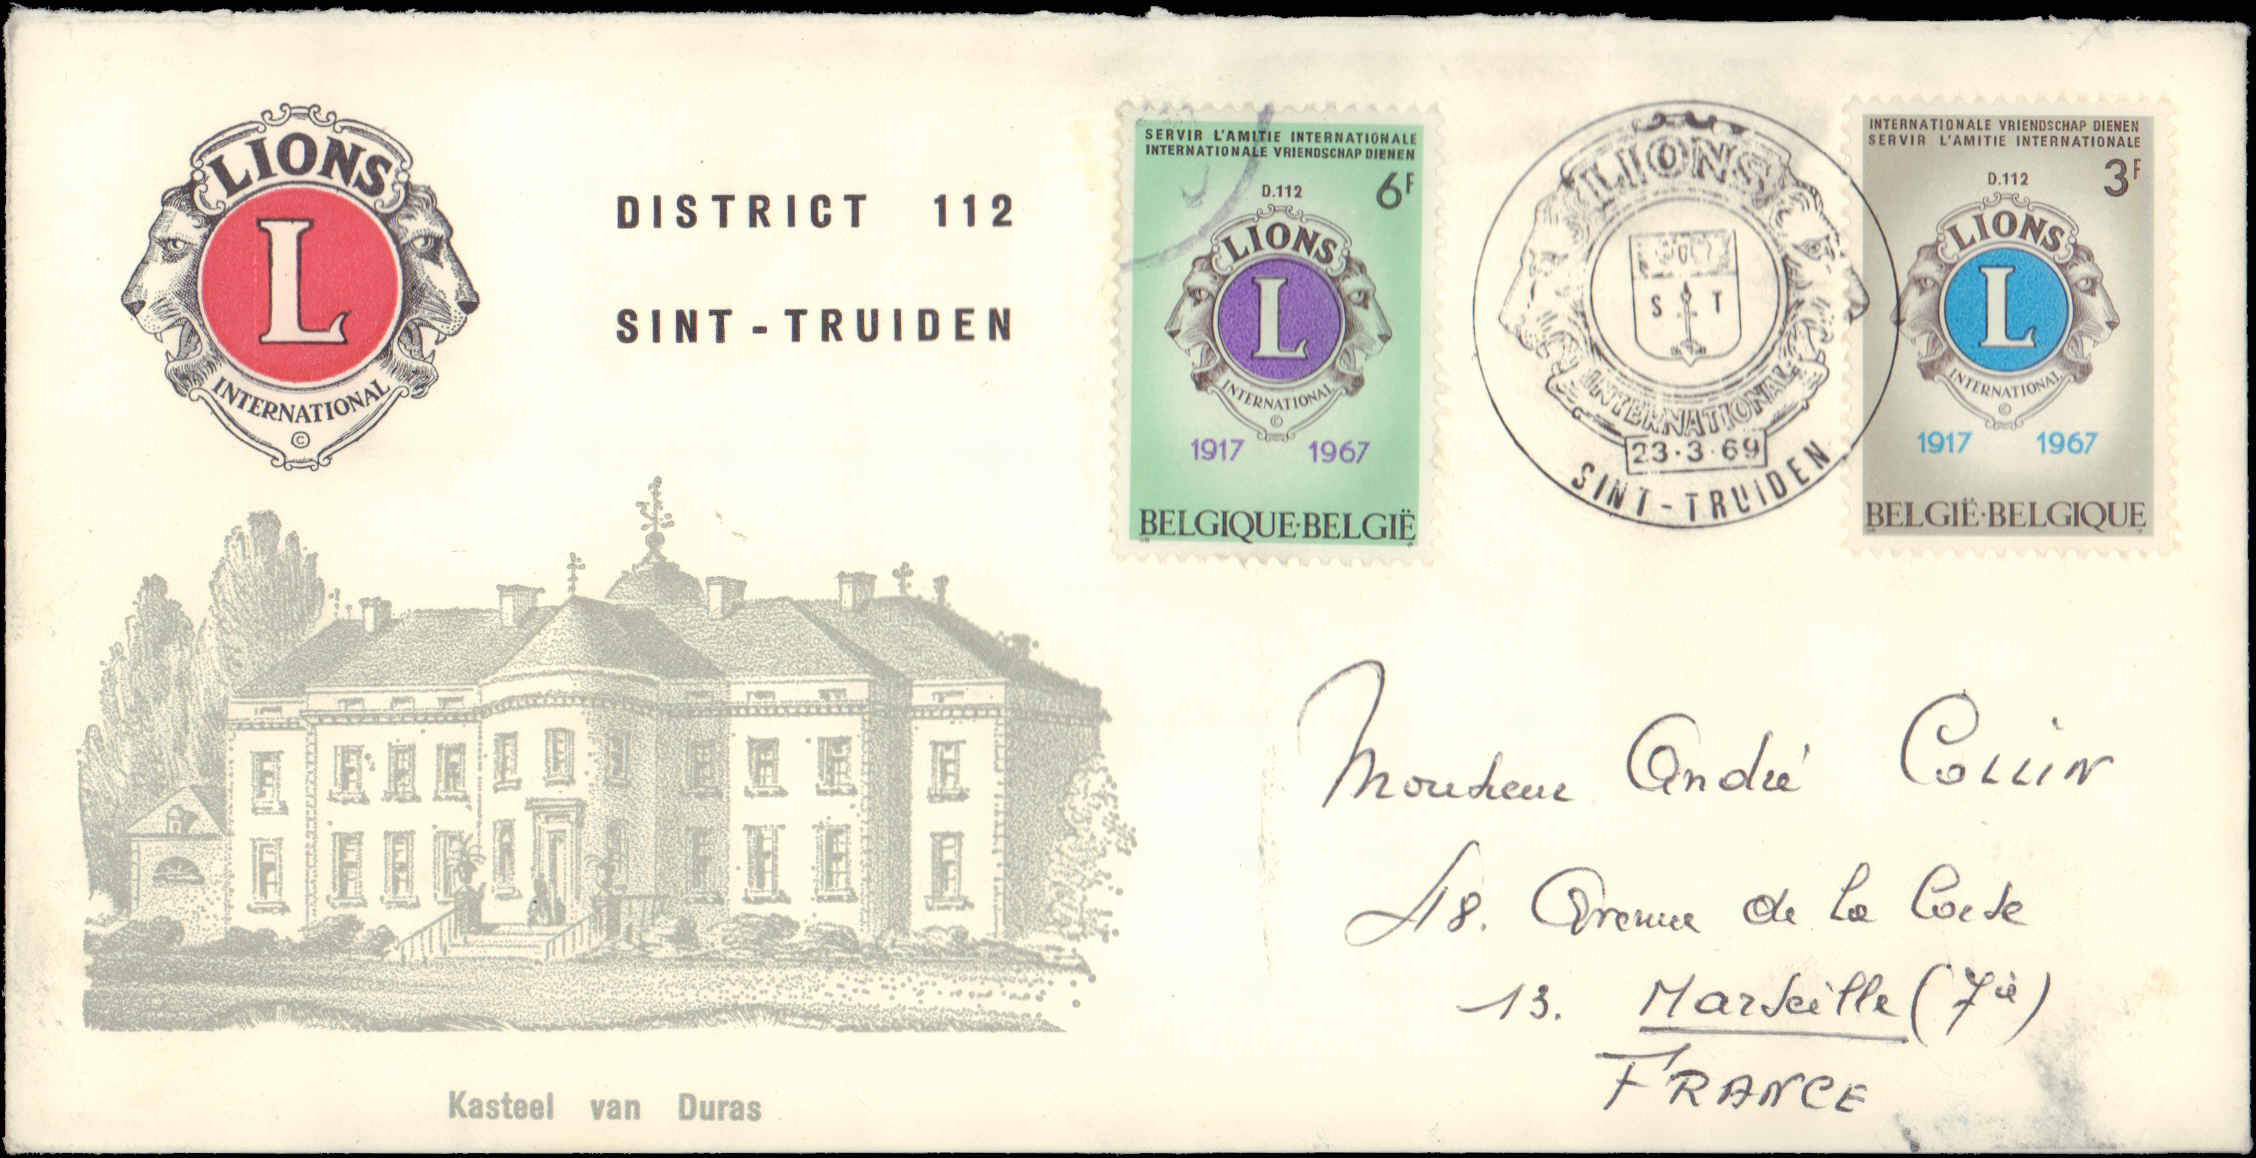 LIONS
L
INTERNATIONAL
©
DISTRICT 112
SINT-TRUIDEN
SERVIR L'AMITIE INTERNATIONALE
INTERNATIONALE VRIENDSCHAP DIENEN
6F
D.112
LIONS
L
INTERNATIONAL
©
1917 1967
BELGIQUE·BELGIË
LIONS
S T
INTERNATIONAL
23·3·69
SINT-TRUIDEN
INTERNATIONALE VRIENDSCHAP DIENEN
SERVIR L'AMITIE INTERNATIONALE
3F
D.112
LIONS
L
INTERNATIONAL
©
1917 1967
BELGIË·BELGIQUE
Monsieur André COLLIN
48. Avenue de la Corse
13. Marseille (7è)
FRANCE
Kasteel van Duras